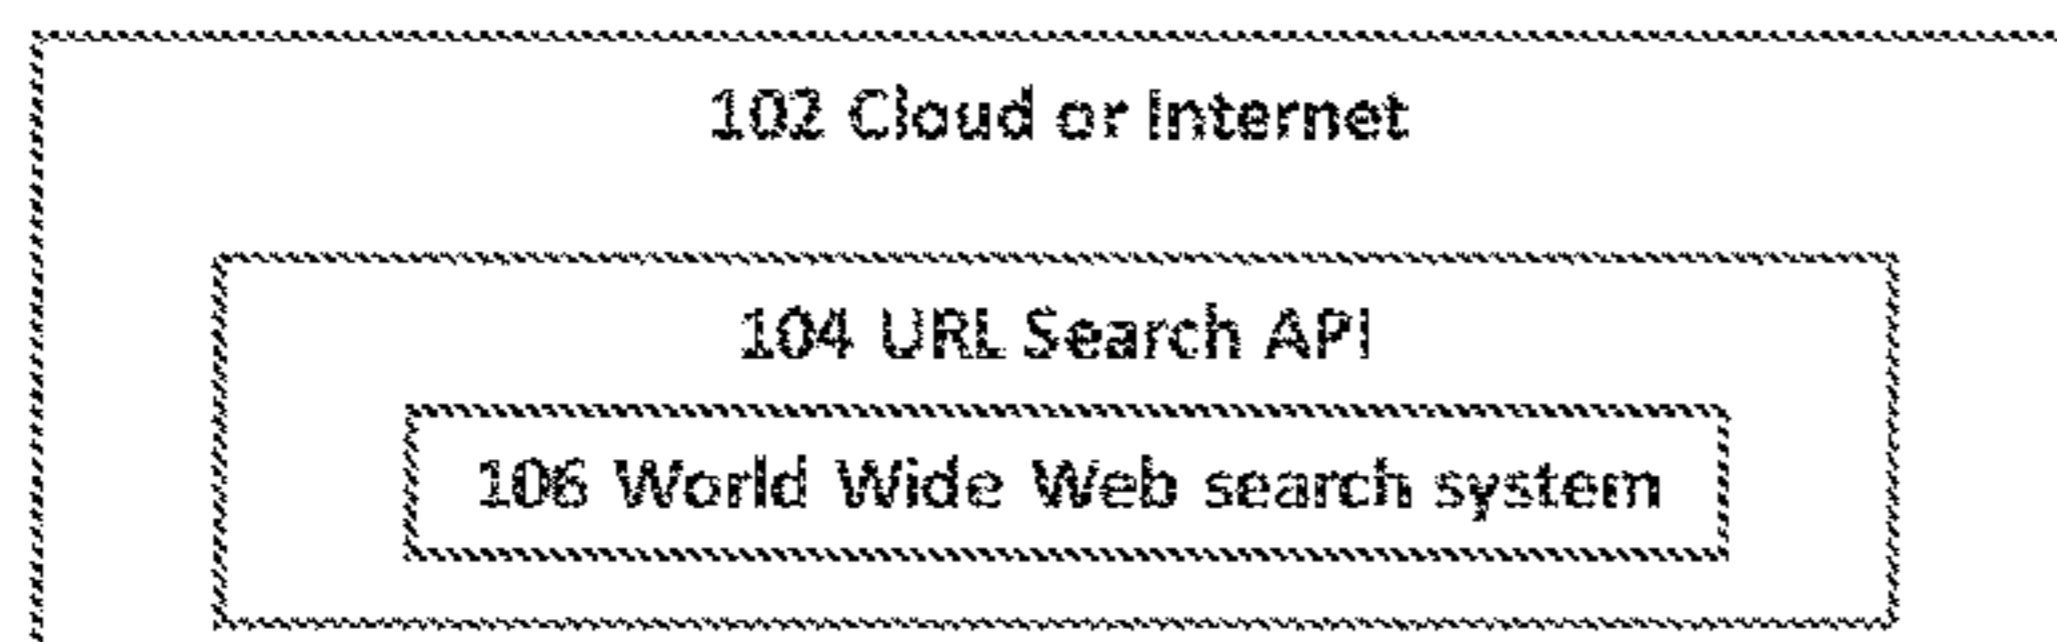 102 Cloud or Internet
104 URL Search API
106 World Wide Web search system